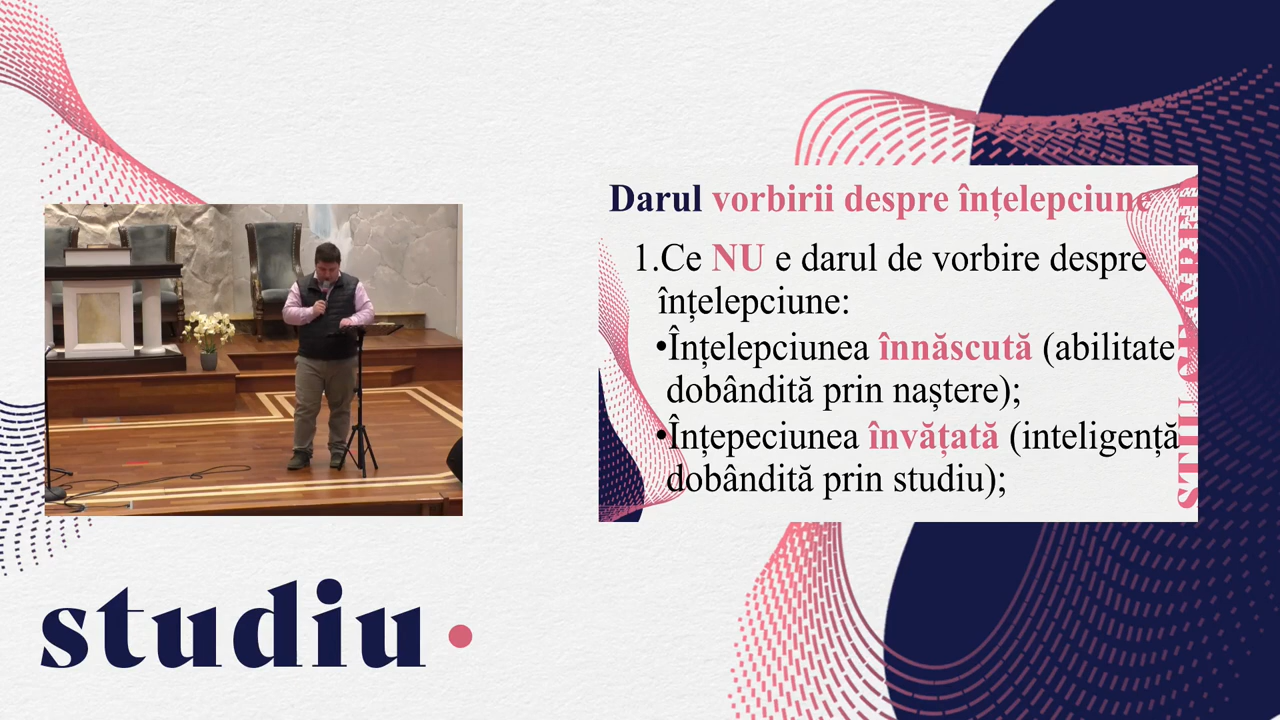 Darul vorbirii despre înțelepciune
1.Ce NU e darul de vorbire despre
înțelepciune:
•Înțelepciunea înnăscută (abilitate
dobândită prin naștere);
•Înțepeciunea învățată (inteligență
dobândită prin studiu);
studiu